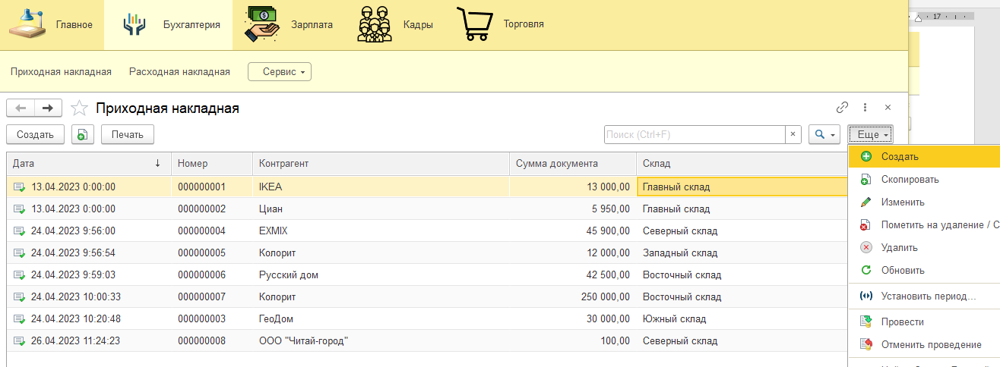 Главное Бухгалтерия Зарплата Кадры Торговля
17
Приходная накладная Расходная накладная Сервис
Приходная накладная
Создать Печать Поиск (Ctrl+F) × Еще
Дата ↓ Номер Контрагент Сумма документа Склад
13.04.2023 0:00:00 000000001 IKEA 13 000,00 Главный склад
13.04.2023 0:00:00 000000002 Циан 5 950,00 Главный склад
24.04.2023 9:56:00 000000004 EXMIX 45 900,00 Северный склад
24.04.2023 9:56:54 000000005 Колорит 12 000,00 Западный склад
24.04.2023 9:59:03 000000006 Русский дом 42 500,00 Восточный склад
24.04.2023 10:00:33 000000007 Колорит 250 000,00 Восточный склад
24.04.2023 10:20:48 000000003 ГеоДом 30 000,00 Южный склад
26.04.2023 11:24:23 000000008 ООО "Читай-город" 100,00 Северный склад
Создать
Скопировать
Изменить
Пометить на удаление / С
Удалить
Обновить
Установить период...
Провести
Отменить проведение